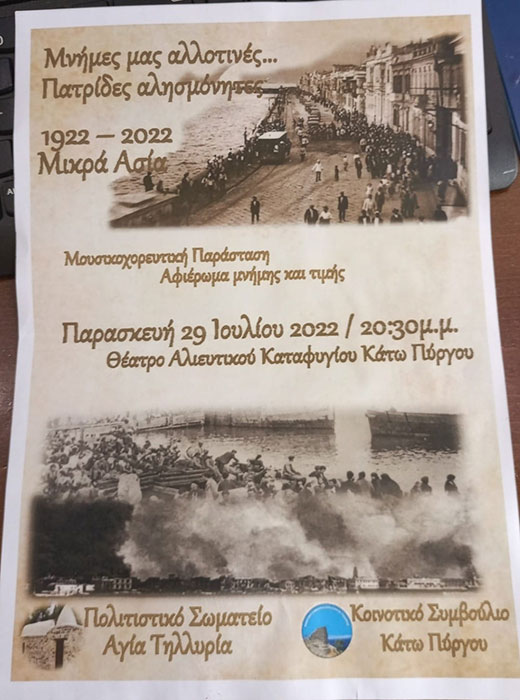 Μνήμες μας αλλοτινές...
Πατρίδες αλησμόνητες
1922 – 2022
Μικρά Ασία
Μουσικοχορευτική Παράσταση
Αφιέρωμα μνήμης και τιμής
Παρασκευή 29 Ιουλίου 2022 / 20:30μ.μ.
Θέατρο Αλιευτικού Καταφυγίου Κάτω Πύργου
Πολιτιστικό Σωματείο
Αγία Τηλλυρία
Κοινοτικό Συμβούλιο
Κάτω Πύργου